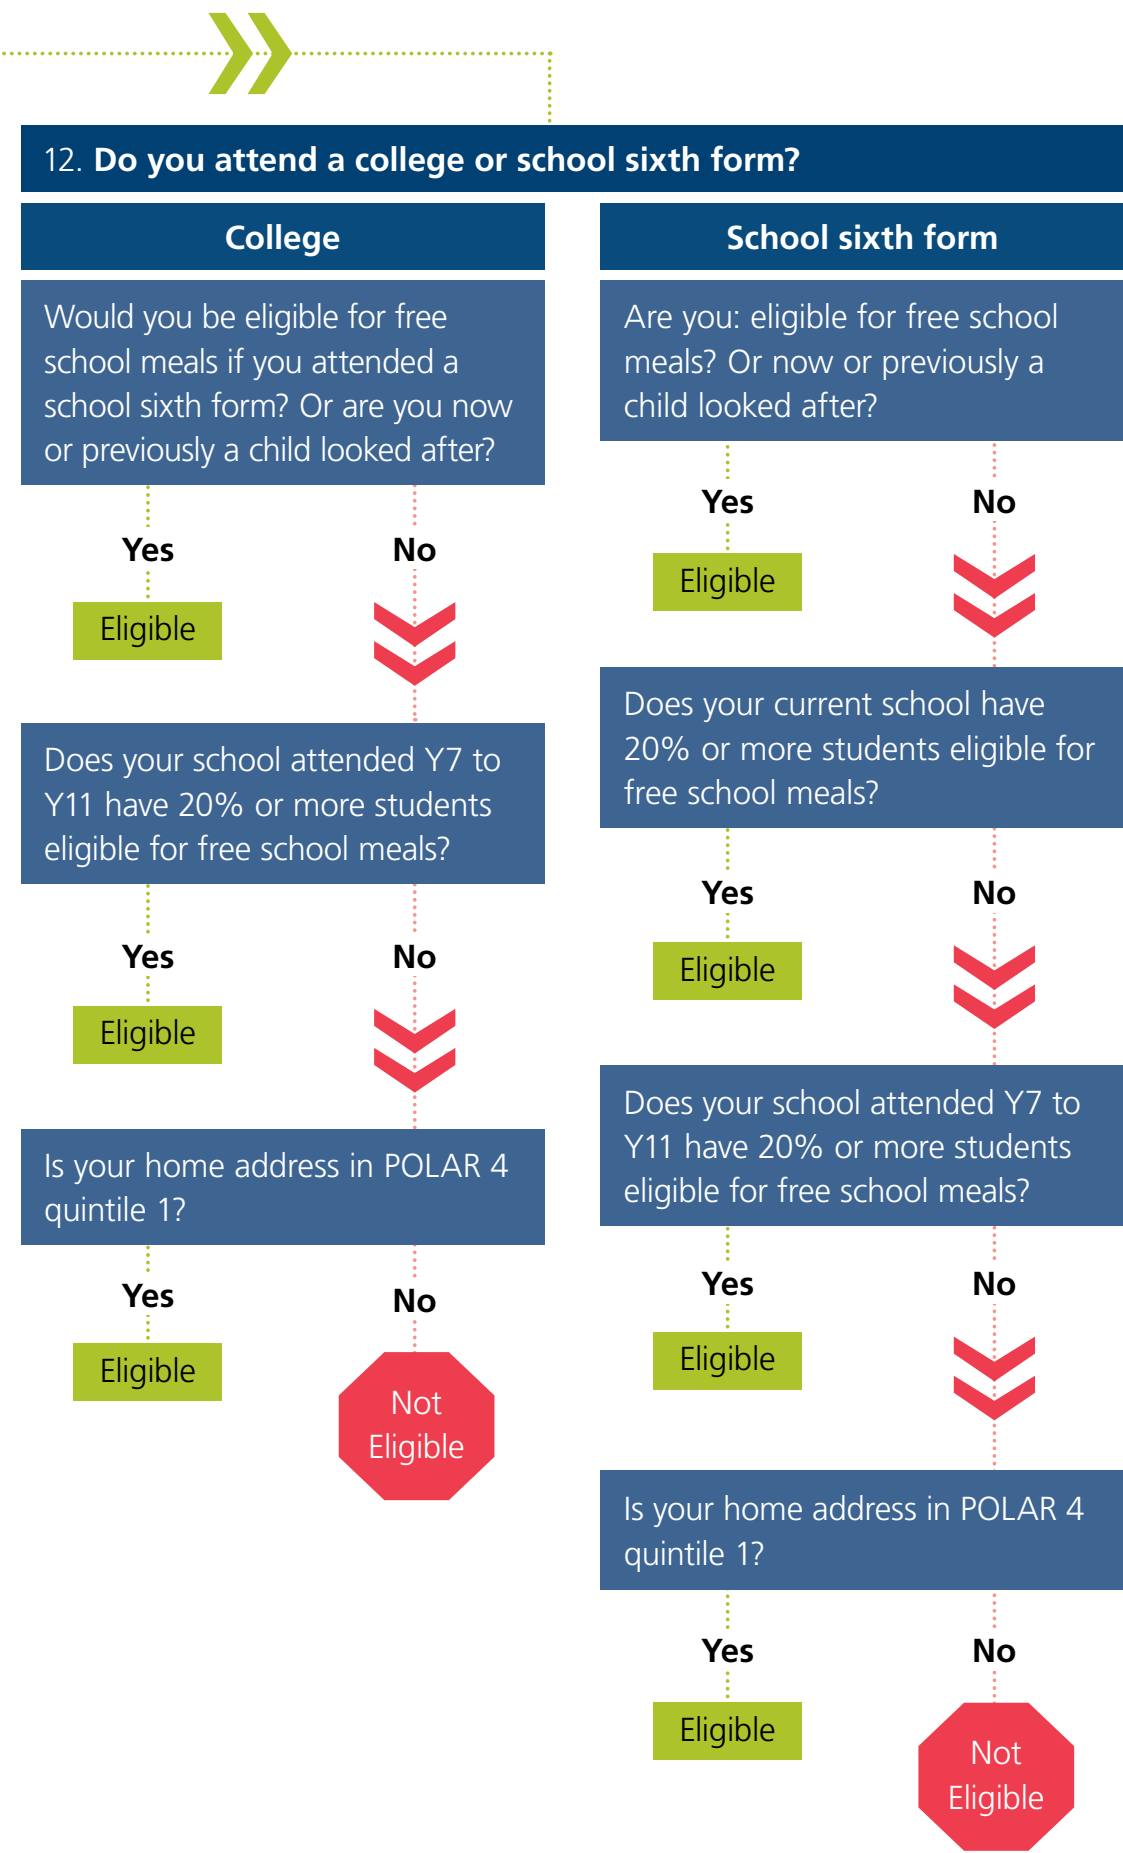 12. Do you attend a college or school sixth form?
College
Would you be eligible for free
school meals if you attended a
school sixth form? Or are you now
or previously a child looked after?
Yes
No
Eligible
Does your school attended Y7 to
Y11 have 20% or more students
eligible for free school meals?
Yes
No
Eligible
Is your home address in POLAR 4
quintile 1?
Yes
No
Eligible
Not
Eligible
School sixth form
Are you: eligible for free school
meals? Or now or previously a
child looked after?
Yes
No
Eligible
Does your current school have
20% or more students eligible for
free school meals?
Yes
No
Eligible
Does your school attended Y7 to
Y11 have 20% or more students
eligible for free school meals?
Yes
No
Eligible
Is your home address in POLAR 4
quintile 1?
Yes
No
Eligible
Not
Eligible